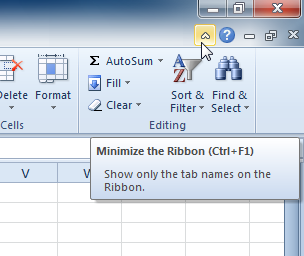 Format
Σ AutoSum
Fill
Clear
Sort &
Filter
Find &
Select
Cells
Editing
Minimize the Ribbon (Ctrl+F1)
Show only the tab names on the
Ribbon.
V